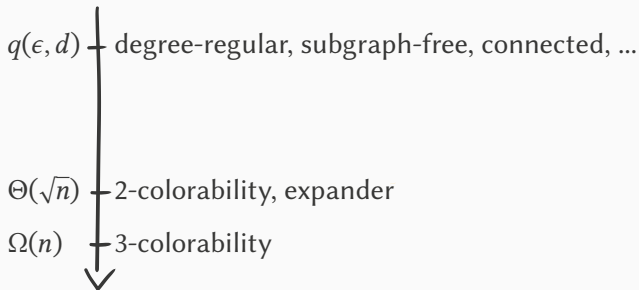 q(ϵ, d) degree-regular, subgraph-free, connected, ...
Θ(√n) 2-colorability, expander
Ω(n) 3-colorability